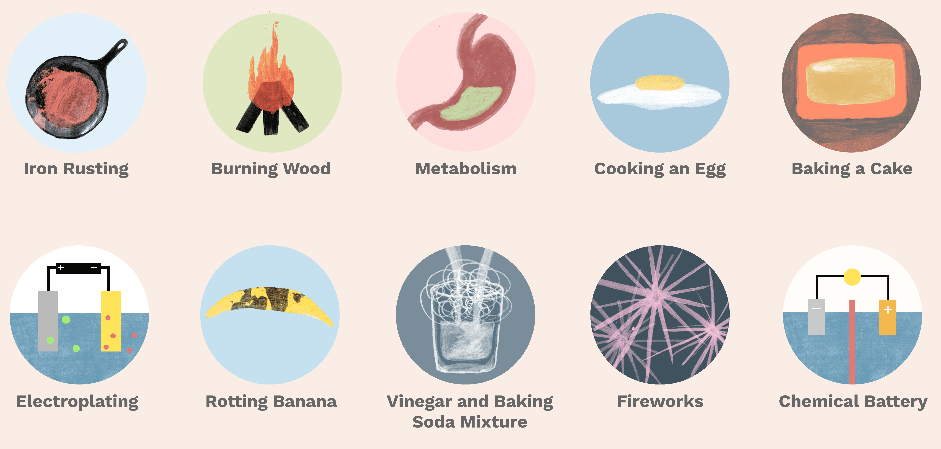 Iron Rusting
Burning Wood
Metabolism
Cooking an Egg
Baking a Cake
+ −
− +
Electroplating
Rotting Banana
Vinegar and Baking
Soda Mixture
Fireworks
Chemical Battery